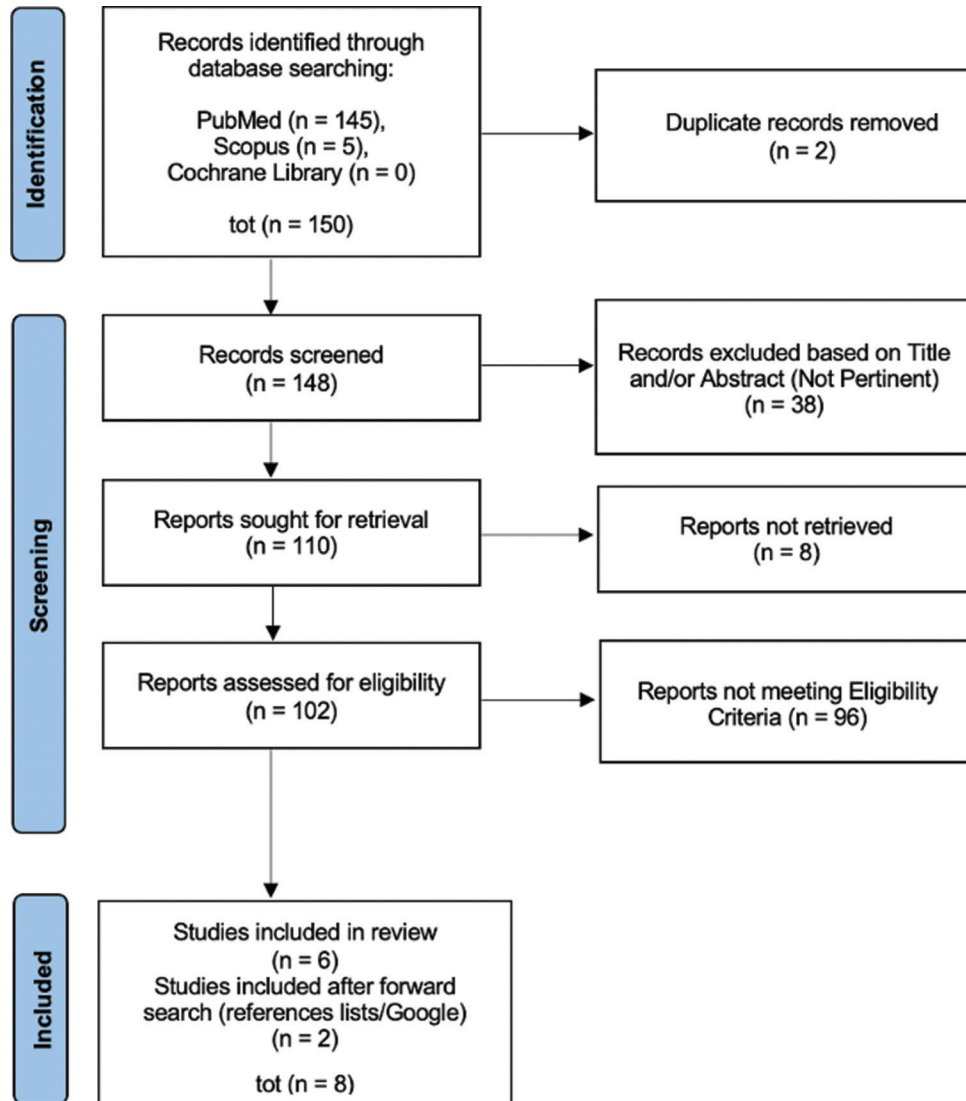 Identification
Records identified through
database searching:
PubMed (n = 145),
Scopus (n = 5),
Cochrane Library (n = 0)
tot (n = 150)
Duplicate records removed
(n = 2)
Screening
Records screened
(n = 148)
Records excluded based on Title
and/or Abstract (Not Pertinent)
(n = 38)
Reports sought for retrieval
(n = 110)
Reports not retrieved
(n = 8)
Reports assessed for eligibility
(n = 102)
Reports not meeting Eligibility
Criteria (n = 96)
Included
Studies included in review
(n = 6)
Studies included after forward
search (references lists/Google)
(n = 2)
tot (n = 8)